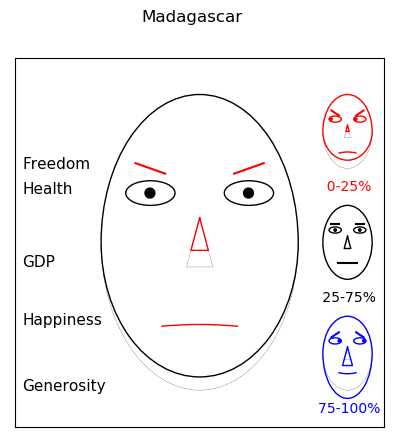 Madagascar
Freedom
Health
0-25%
GDP
25-75%
Happiness
Generosity
75-100%